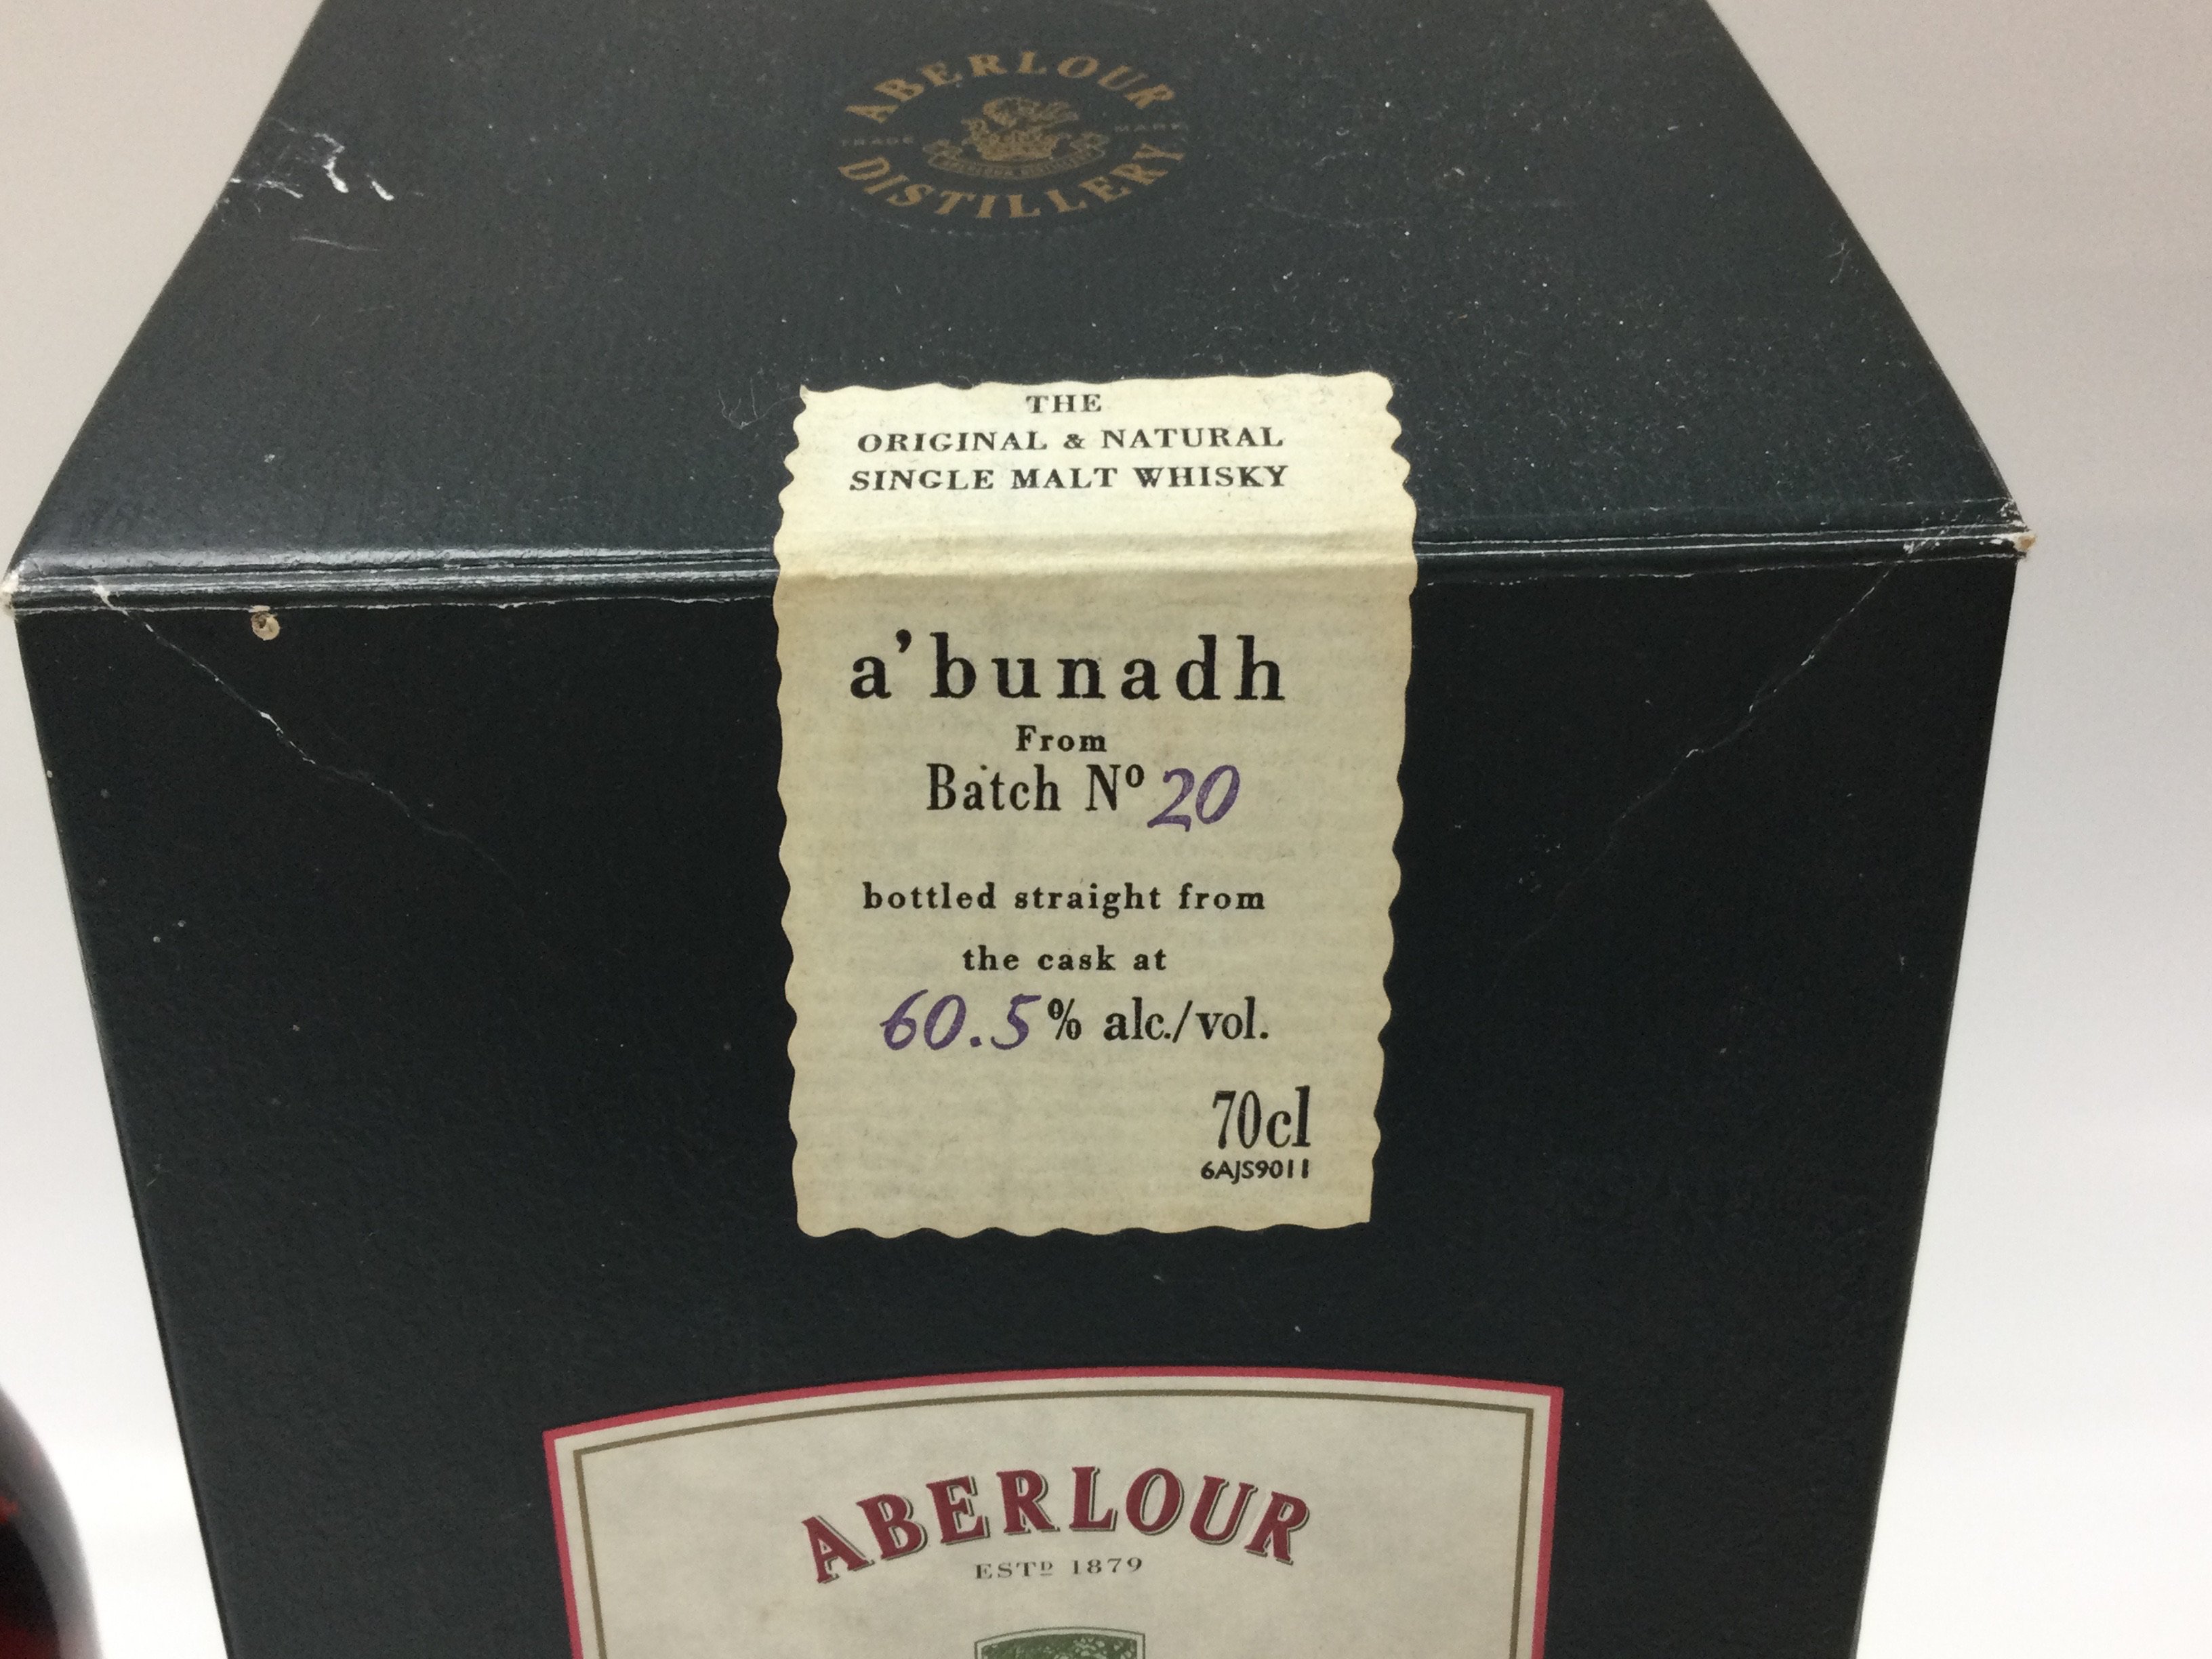 ABERLOUR
TRADE MARK
DISTILLERY
THE
ORIGINAL & NATURAL
SINGLE MALT WHISKY
a'bunadh
From
Batch Nº 20
bottled straight from
the cask at
60.5% alc./vol.
70cl
6AJS9011
ABERLOUR
ESTᴰ 1879